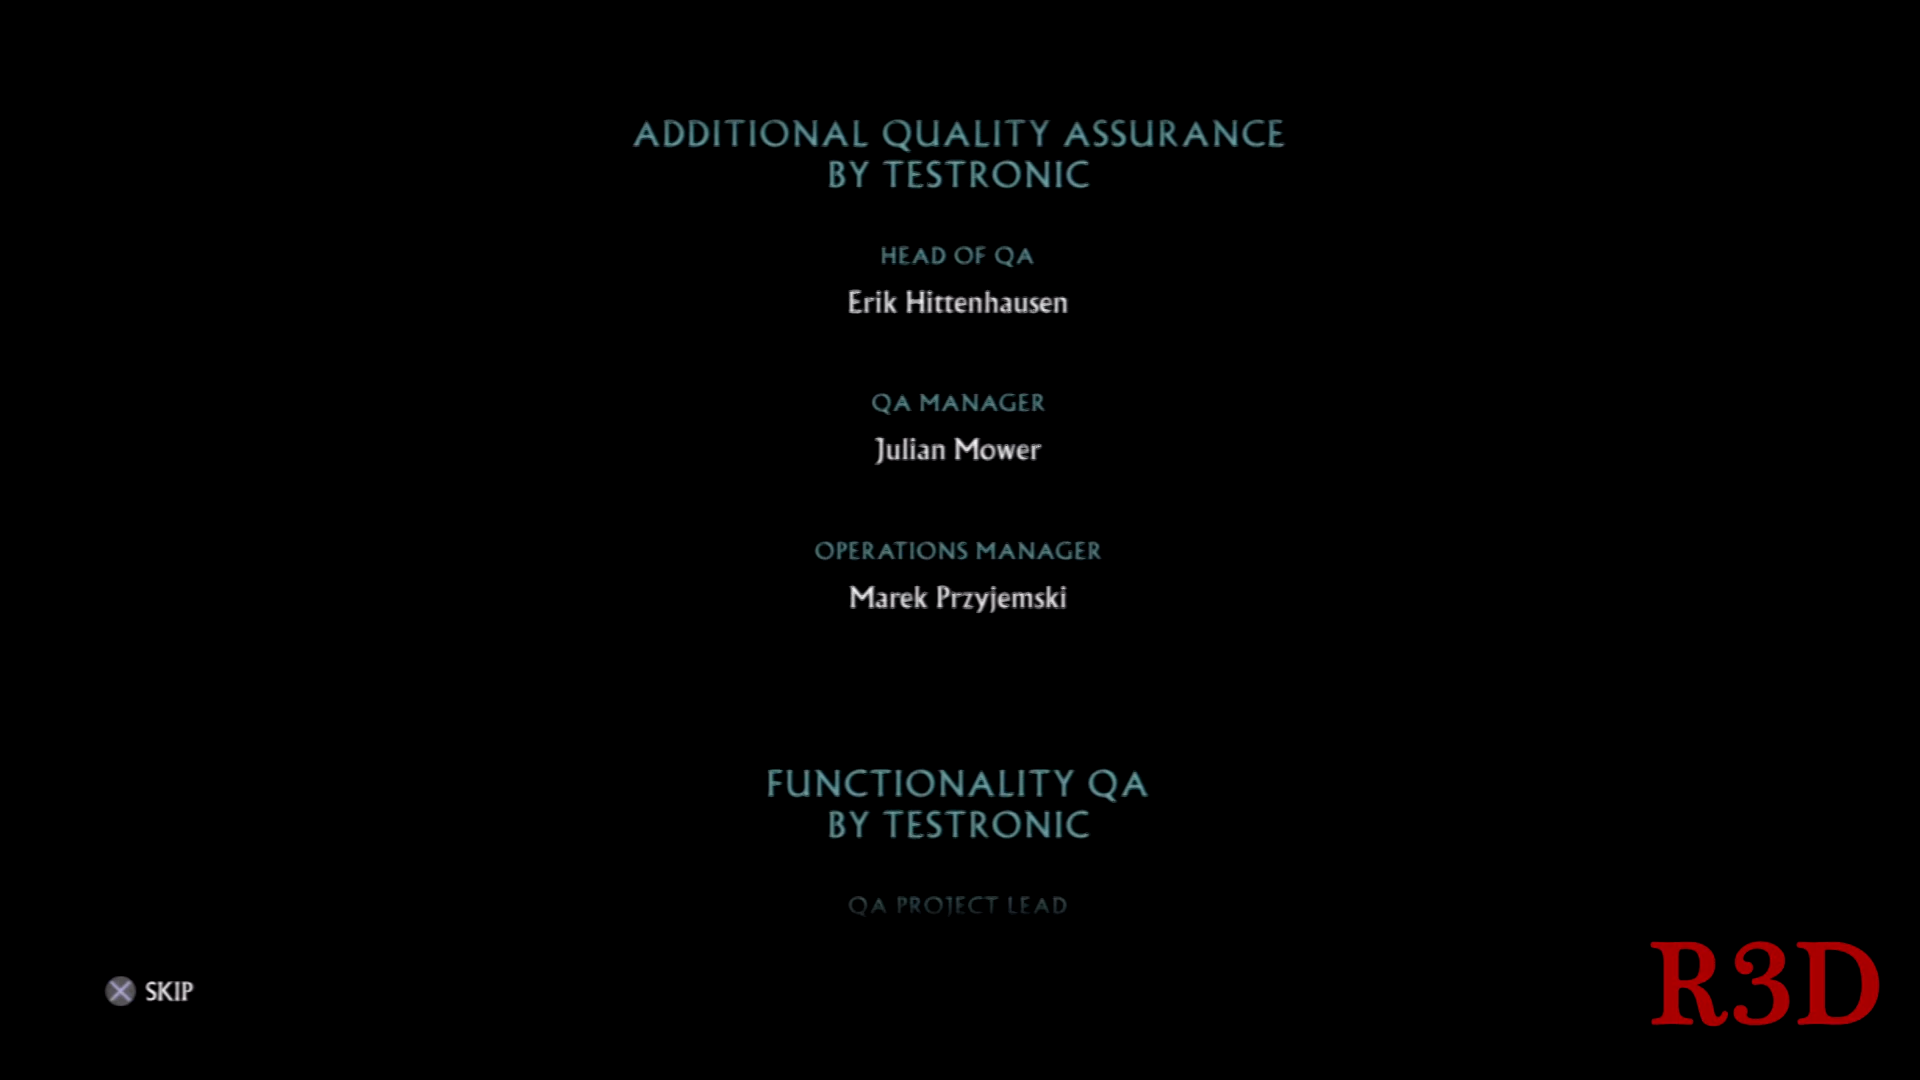 ADDITIONAL QUALITY ASSURANCE
BY TESTRONIC
HEAD OF QA
Erik Hittenhausen
QA MANAGER
Julian Mower
OPERATIONS MANAGER
Marek Przyjemski
FUNCTIONALITY QA
BY TESTRONIC
QA PROJECT LEAD
SKIP
R3D